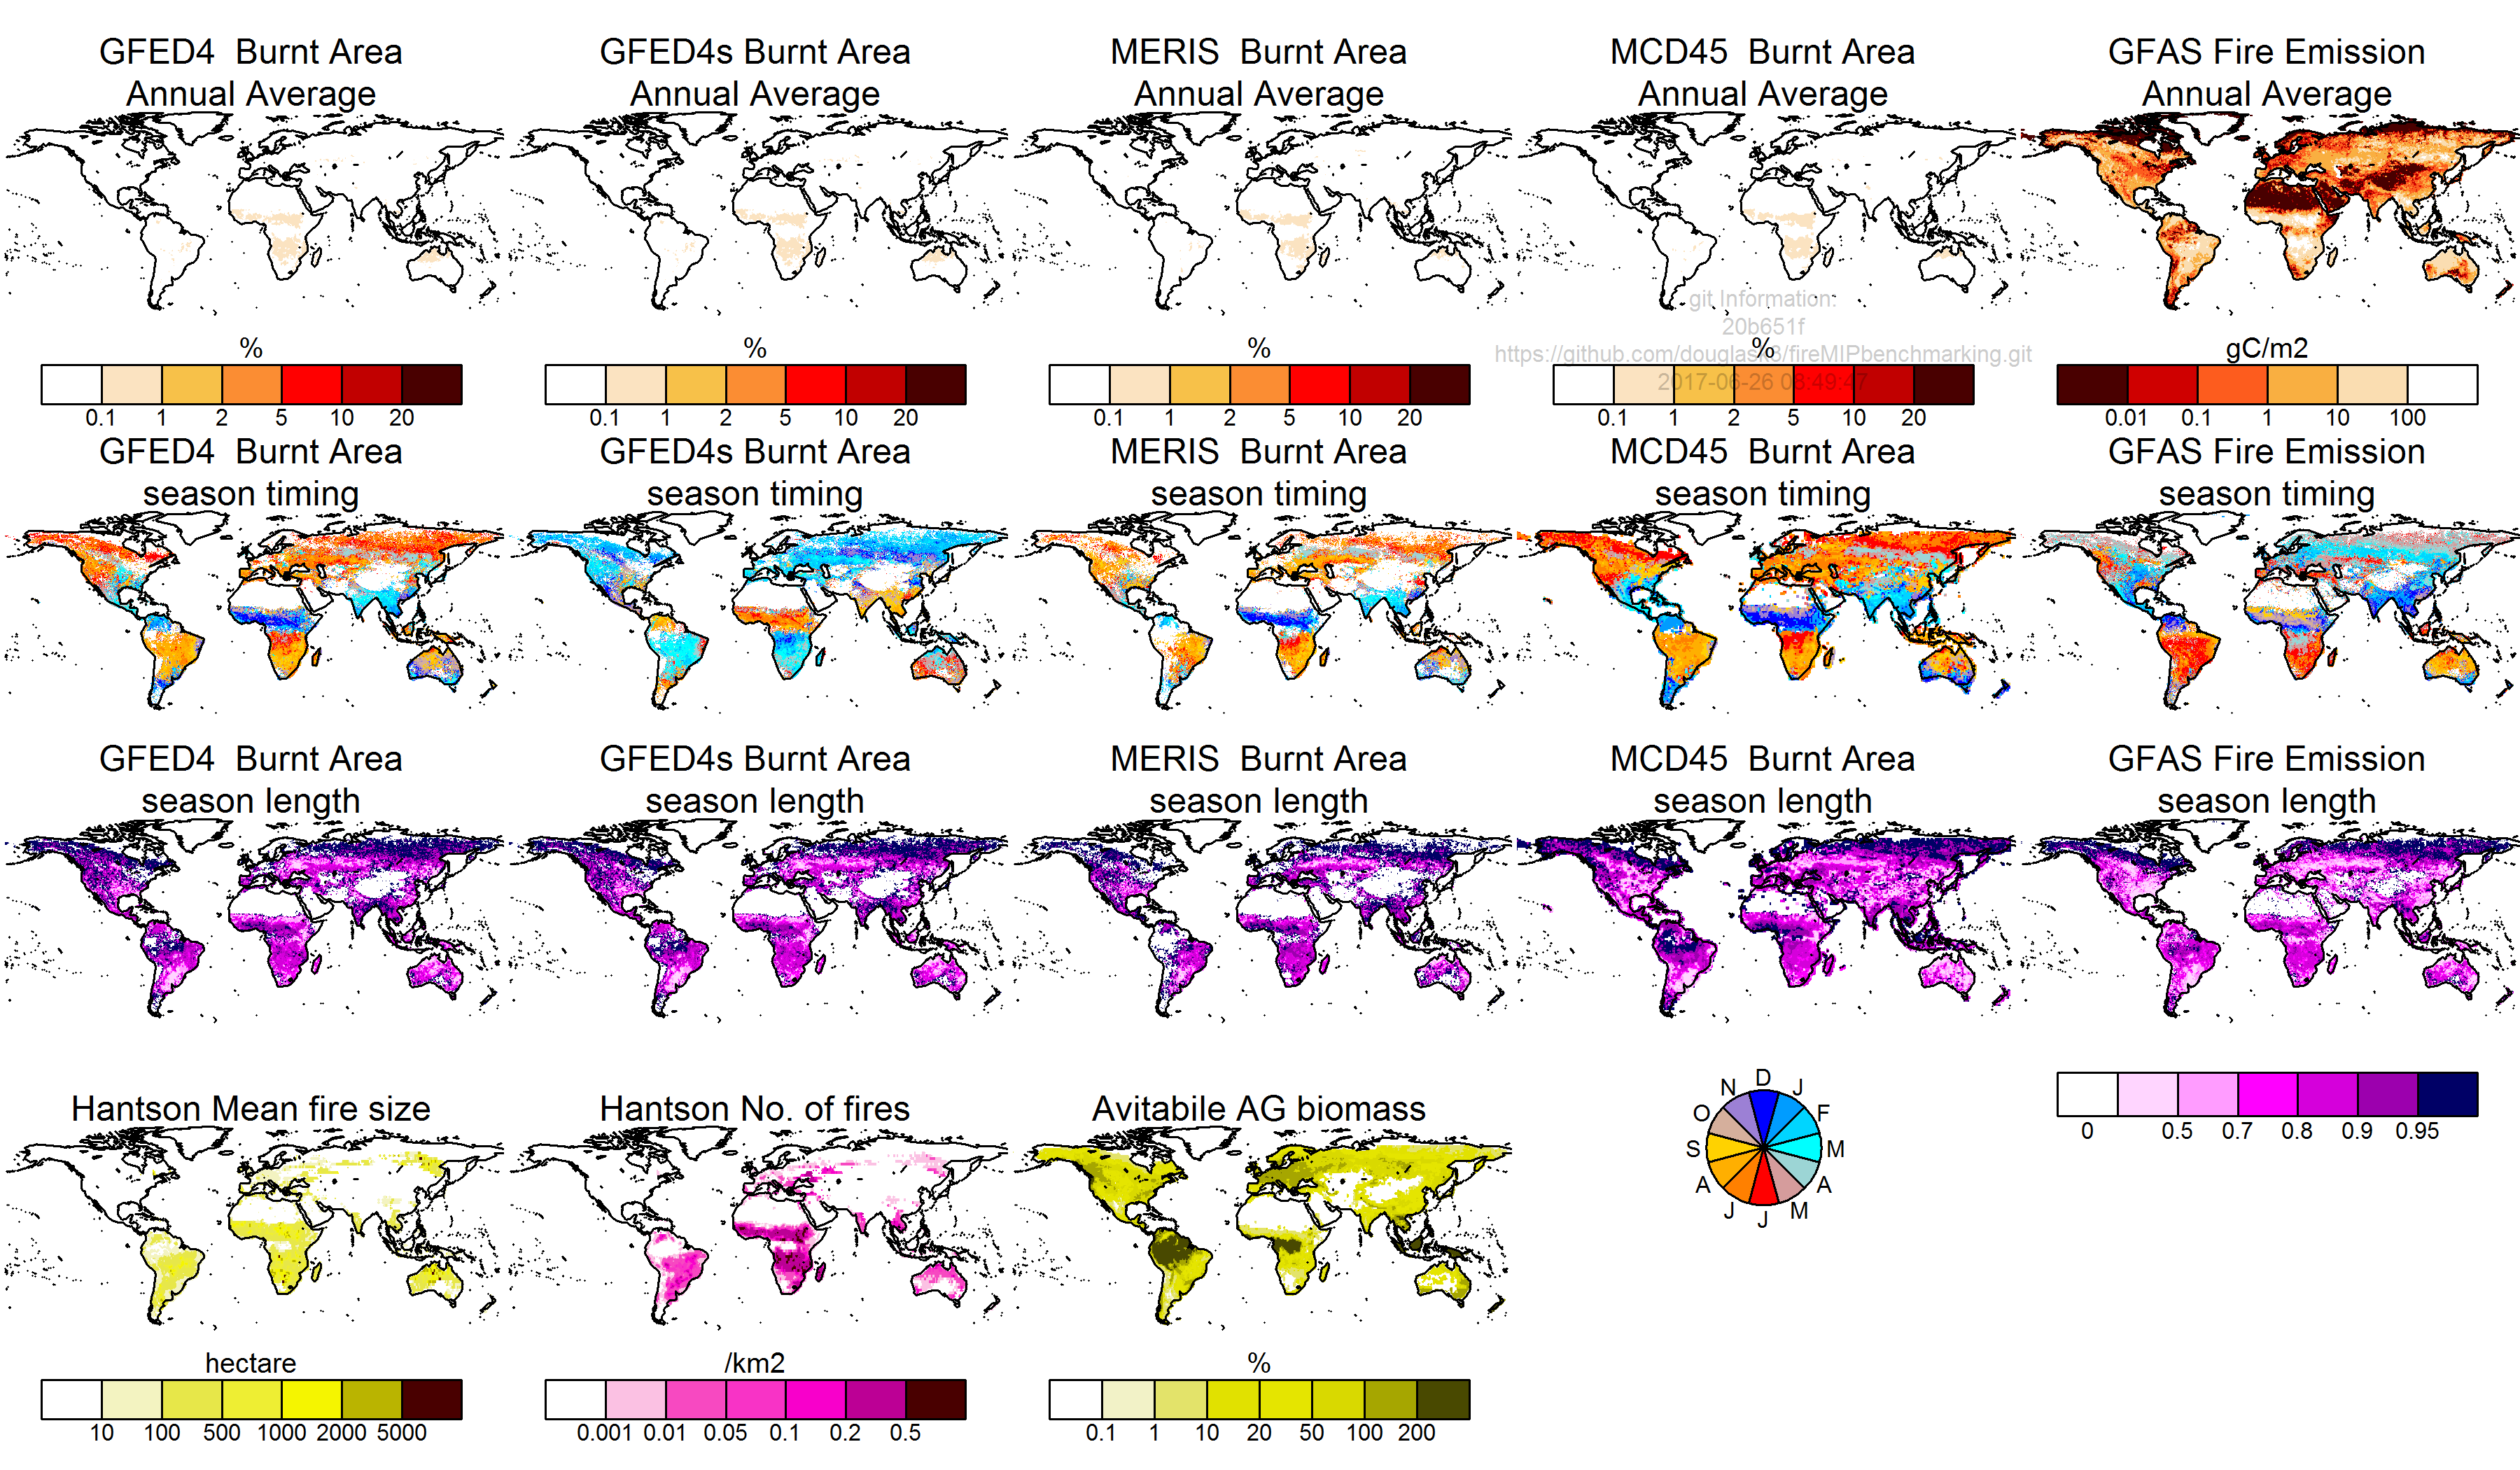 GFED4  Burnt Area
Annual Average
GFED4s Burnt Area
Annual Average
MERIS  Burnt Area
Annual Average
MCD45  Burnt Area
Annual Average
GFAS Fire Emission
Annual Average
git Information:
20b651f
https://github.com/douglask3/fireMIPbenchmarking.git
2017-06-26 08:49:47
%
0.1 1 2 5 10 20
%
0.1 1 2 5 10 20
%
0.1 1 2 5 10 20
%
0.1 1 2 5 10 20
gC/m2
0.01 0.1 1 10 100
GFED4  Burnt Area
season timing
GFED4s Burnt Area
season timing
MERIS  Burnt Area
season timing
MCD45  Burnt Area
season timing
GFAS Fire Emission
season timing
GFED4  Burnt Area
season length
GFED4s Burnt Area
season length
MERIS  Burnt Area
season length
MCD45  Burnt Area
season length
GFAS Fire Emission
season length
Hantson Mean fire size
Hantson No. of fires
Avitabile AG biomass
D
J
F
M
A
M
J
J
A
S
O
N
0 0.5 0.7 0.8 0.9 0.95
hectare
10 100 500 1000 2000 5000
/km2
0.001 0.01 0.05 0.1 0.2 0.5
%
0.1 1 10 20 50 100 200